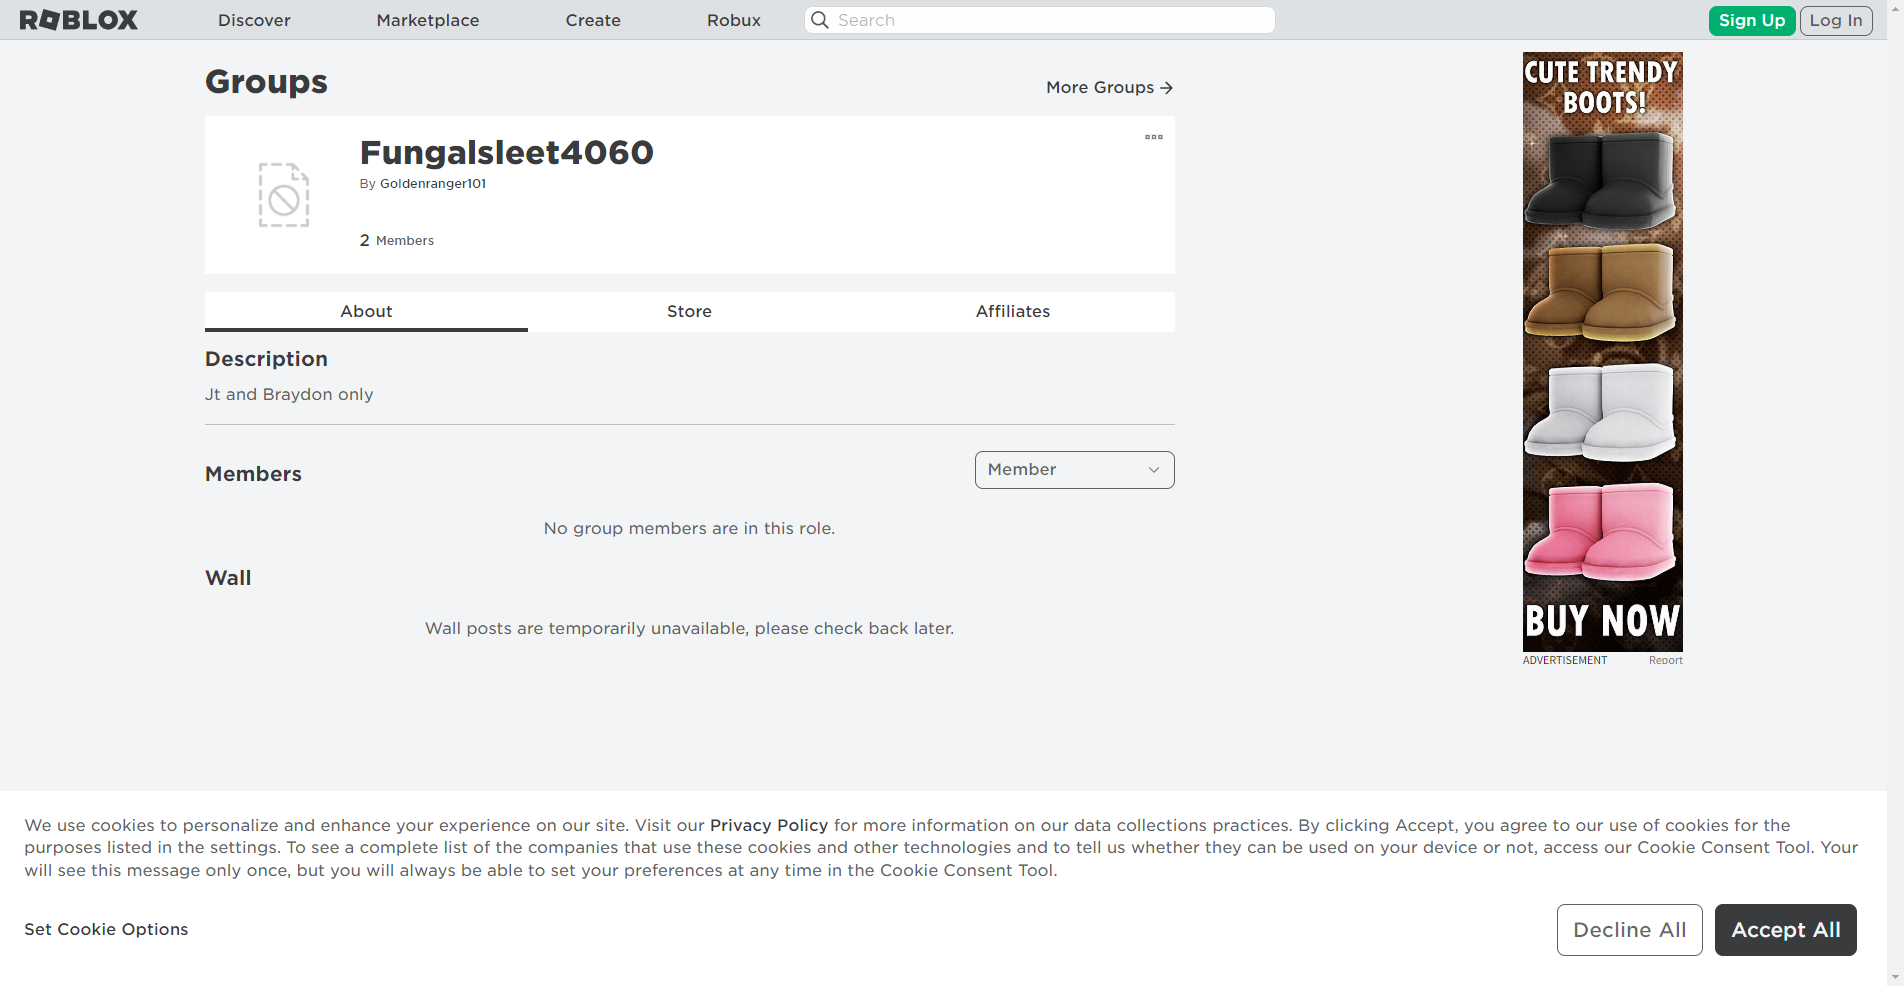 ROBLOX
Discover
Marketplace
Create
Robux
Search
Sign Up
Log In
Groups
More Groups →
Fungalsleet4060
By Goldenranger101
2 Members
About
Store
Affiliates
Description
Jt and Braydon only
Members
Member
No group members are in this role.
Wall
Wall posts are temporarily unavailable, please check back later.
CUTE TRENDY
BOOTS!
BUY NOW
ADVERTISEMENT
Report
We use cookies to personalize and enhance your experience on our site. Visit our Privacy Policy for more information on our data collections practices. By clicking Accept, you agree to our use of cookies for the
purposes listed in the settings. To see a complete list of the companies that use these cookies and other technologies and to tell us whether they can be used on your device or not, access our Cookie Consent Tool. Your
will see this message only once, but you will always be able to set your preferences at any time in the Cookie Consent Tool.
Set Cookie Options
Decline All
Accept All